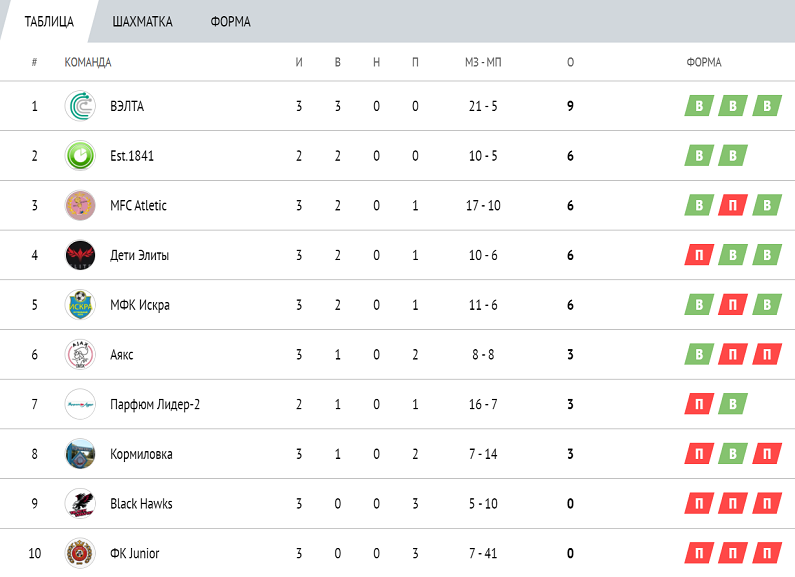 ТАБЛИЦА ШАХМАТКА ФОРМА
# КОМАНДА И В Н П МЗ - МП О ФОРМА
1 ВЭЛТА 3 3 0 0 21 - 5 9 В В В
2 Est.1841 2 2 0 0 10 - 5 6 В В
3 MFC Atletic 3 2 0 1 17 - 10 6 В П В
4 Дети Элиты 3 2 0 1 10 - 6 6 П В В
ИСКРА
5 МФК Искра 3 2 0 1 11 - 6 6 В П В
AJAX
6 Аякс 3 1 0 2 8 - 8 3 В П П
7 Парфюм Лидер-2 2 1 0 1 16 - 7 3 П В
8 Кормиловка 3 1 0 2 7 - 14 3 П В П
9 Black Hawks 3 0 0 3 5 - 10 0 П П П
10 ФК Junior 3 0 0 3 7 - 41 0 П П П